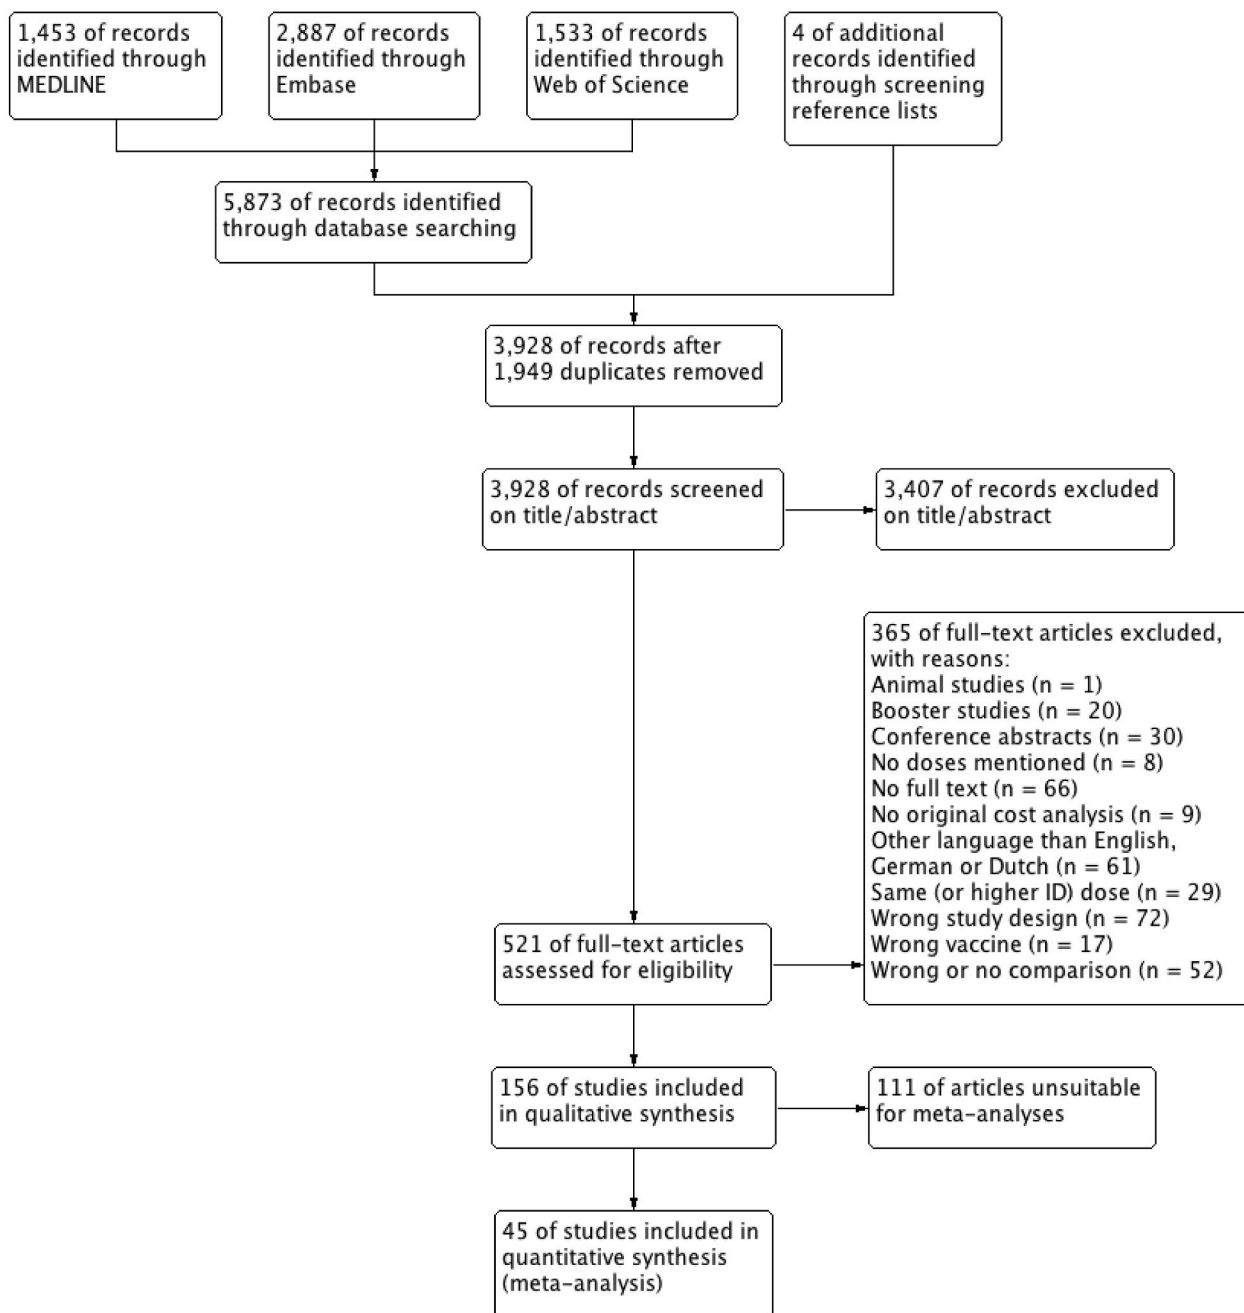 1,453 of records
identified through
MEDLINE
2,887 of records
identified through
Embase
1,533 of records
identified through
Web of Science
4 of additional
records identified
through screening
reference lists
5,873 of records identified
through database searching
3,928 of records after
1,949 duplicates removed
3,928 of records screened
on title/abstract
3,407 of records excluded
on title/abstract
365 of full-text articles excluded,
with reasons:
Animal studies (n = 1)
Booster studies (n = 20)
Conference abstracts (n = 30)
No doses mentioned (n = 8)
No full text (n = 66)
No original cost analysis (n = 9)
Other language than English,
German or Dutch (n = 61)
Same (or higher ID) dose (n = 29)
Wrong study design (n = 72)
Wrong vaccine (n = 17)
Wrong or no comparison (n = 52)
521 of full-text articles
assessed for eligibility
156 of studies included
in qualitative synthesis
111 of articles unsuitable
for meta-analyses
45 of studies included in
quantitative synthesis
(meta-analysis)